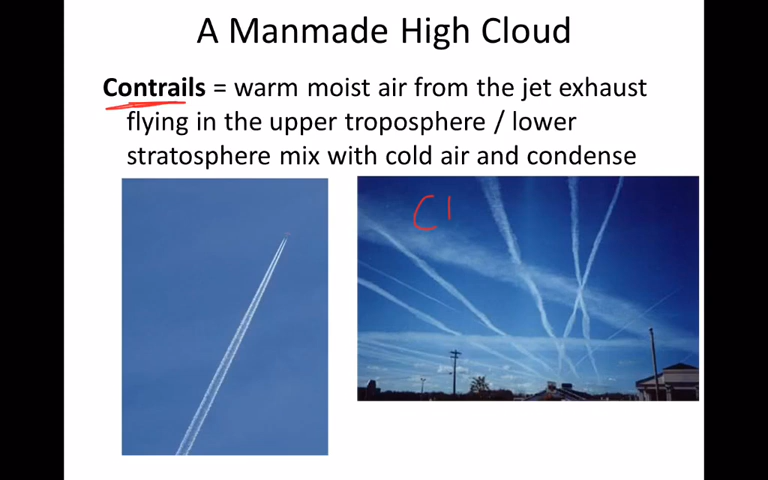 A Manmade High Cloud
Contrails = warm moist air from the jet exhaust
flying in the upper troposphere / lower
stratosphere mix with cold air and condense
CI